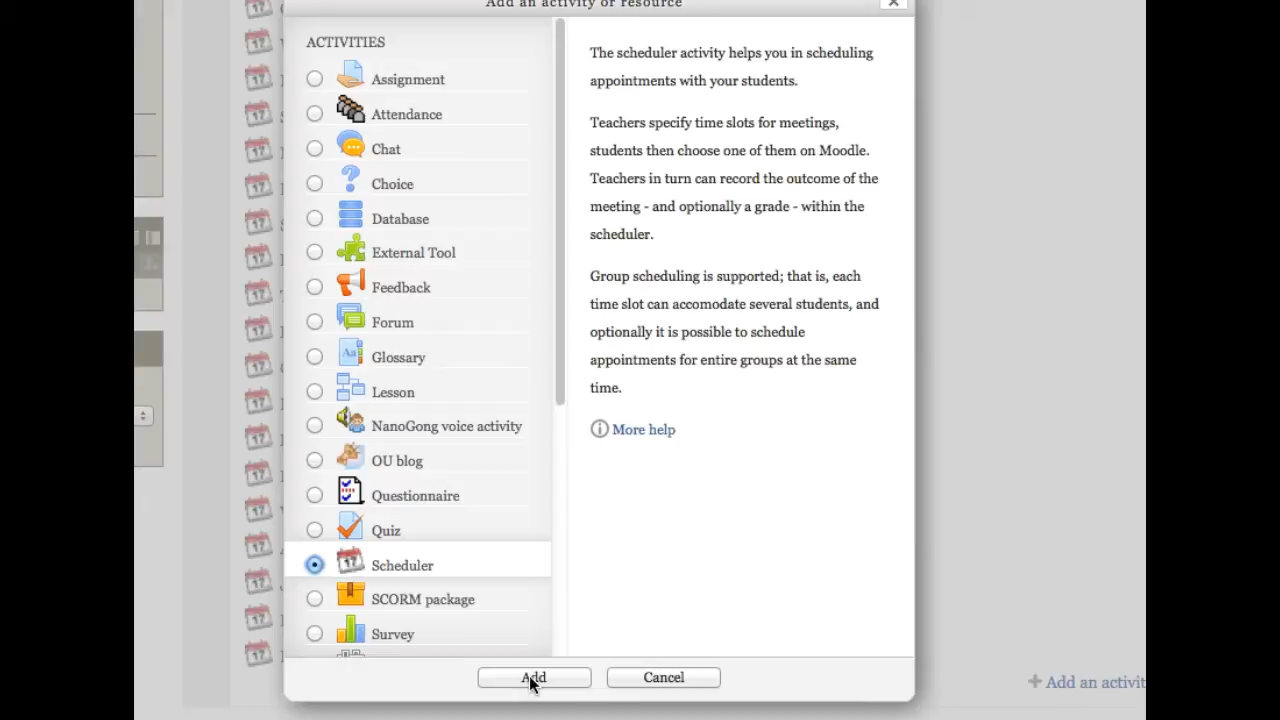 Add an activity or resource
ACTIVITIES
Assignment
Attendance
Chat
Choice
Database
External Tool
Feedback
Forum
Glossary
Lesson
NanoGong voice activity
OU blog
Questionnaire
Quiz
Scheduler
SCORM package
Survey
The scheduler activity helps you in scheduling
appointments with your students.
Teachers specify time slots for meetings,
students then choose one of them on Moodle.
Teachers in turn can record the outcome of the
meeting - and optionally a grade - within the
scheduler.
Group scheduling is supported; that is, each
time slot can accomodate several students, and
optionally it is possible to schedule
appointments for entire groups at the same
time.
More help
Add
Cancel
Add an activit